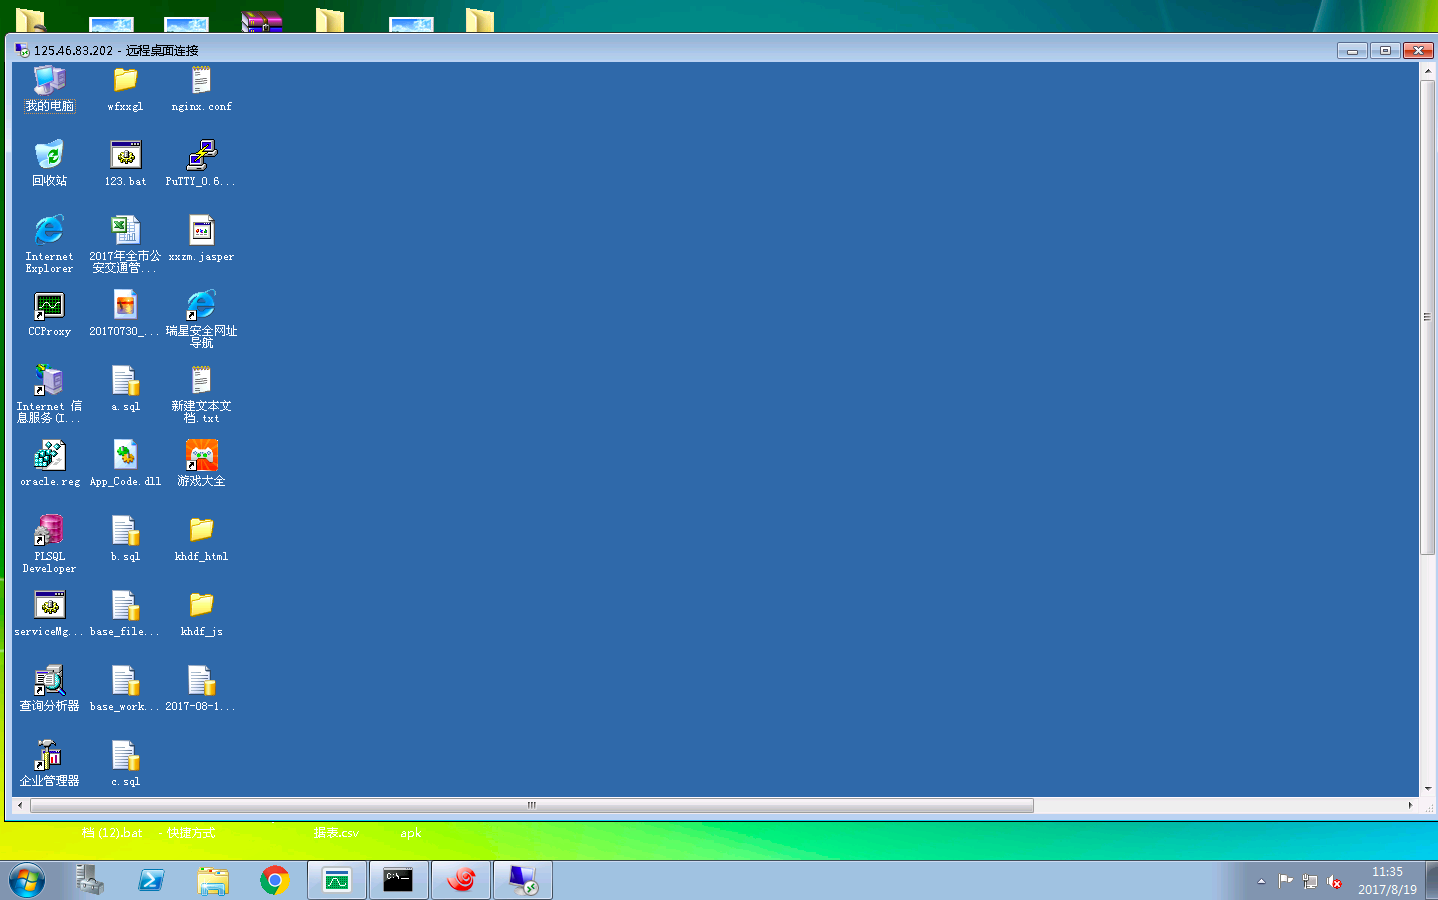 125.46.83.202 - 远程桌面连接
我的电脑
wfxxgl
nginx.conf
回收站
123.bat
PuTTY_0.6...
Internet
Explorer
2017年全市公
安交通管...
xxzm.jasper
CCProxy
20170730_...
瑞星安全网址
导航
Internet 信
息服务(I...
a.sql
新建文本文
档.txt
oracle.reg
App_Code.dll
游戏大全
PLSQL
Developer
b.sql
khdf_html
serviceMg...
base_file...
khdf_js
查询分析器
base_work...
2017-08-1...
企业管理器
c.sql
档 (12).bat
- 快捷方式
据表.csv
apk
C:\
11:35
2017/8/19